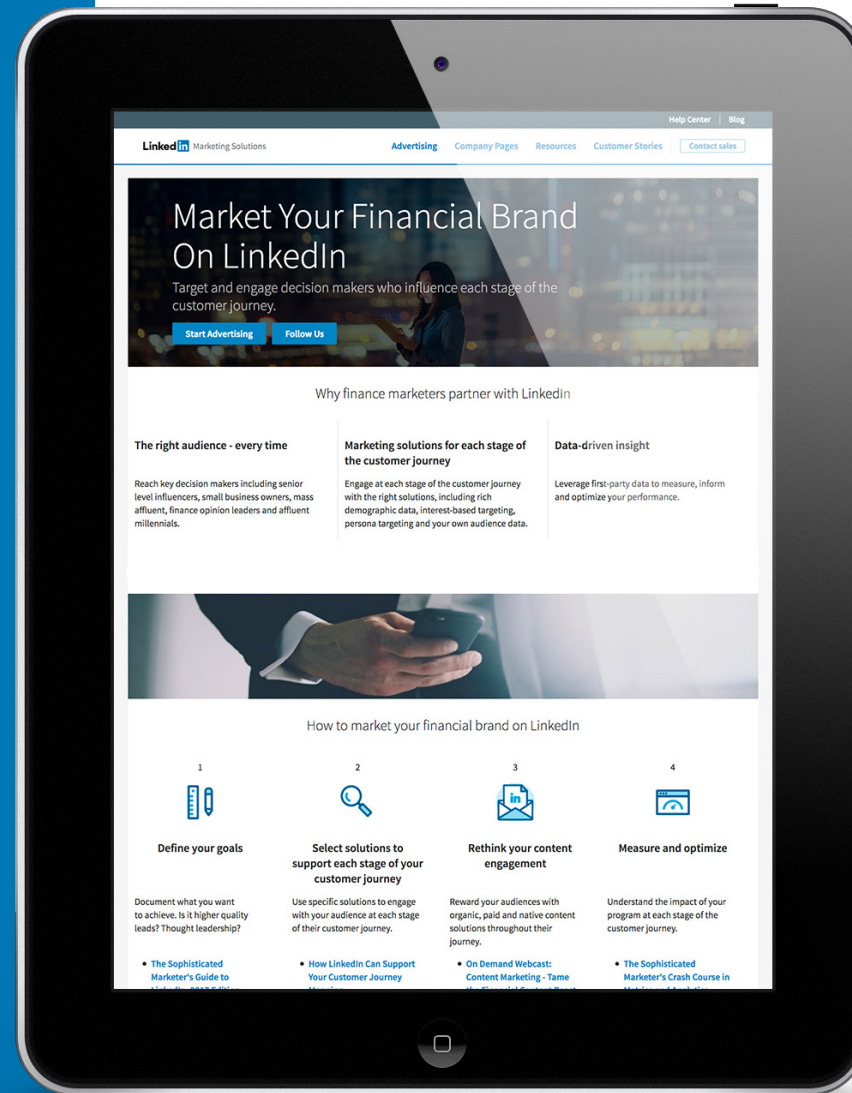 Help Center | Blog
Linked in Marketing Solutions
Advertising
Company Pages
Resources
Customer Stories
Contact sales
Market Your Financial Brand
On LinkedIn
Target and engage decision makers who influence each stage of the
customer journey.
Start Advertising
Follow Us
Why finance marketers partner with LinkedIn
The right audience - every time
Reach key decision makers including senior
level influencers, small business owners, mass
affluent, finance opinion leaders and affluent
millennials.
Marketing solutions for each stage of
the customer journey
Engage at each stage of the customer journey
with the right solutions, including rich
demographic data, interest-based targeting,
persona targeting and your own audience data.
Data-driven insight
Leverage first-party data to measure, inform
and optimize your performance.
How to market your financial brand on LinkedIn
1
Define your goals
Document what you want
to achieve. Is it higher quality
leads? Thought leadership?
• The Sophisticated
Marketer's Guide to
2
Select solutions to
support each stage of your
customer journey
Use specific solutions to engage
with your audience at each stage
of their customer journey.
• How LinkedIn Can Support
Your Customer Journey
3
in
Rethink your content
engagement
Reward your audiences with
organic, paid and native content
solutions throughout their
journey.
• On Demand Webcast:
Content Marketing - Tame
4
Measure and optimize
Understand the impact of your
program at each stage of the
customer journey.
• The Sophisticated
Marketer's Crash Course in